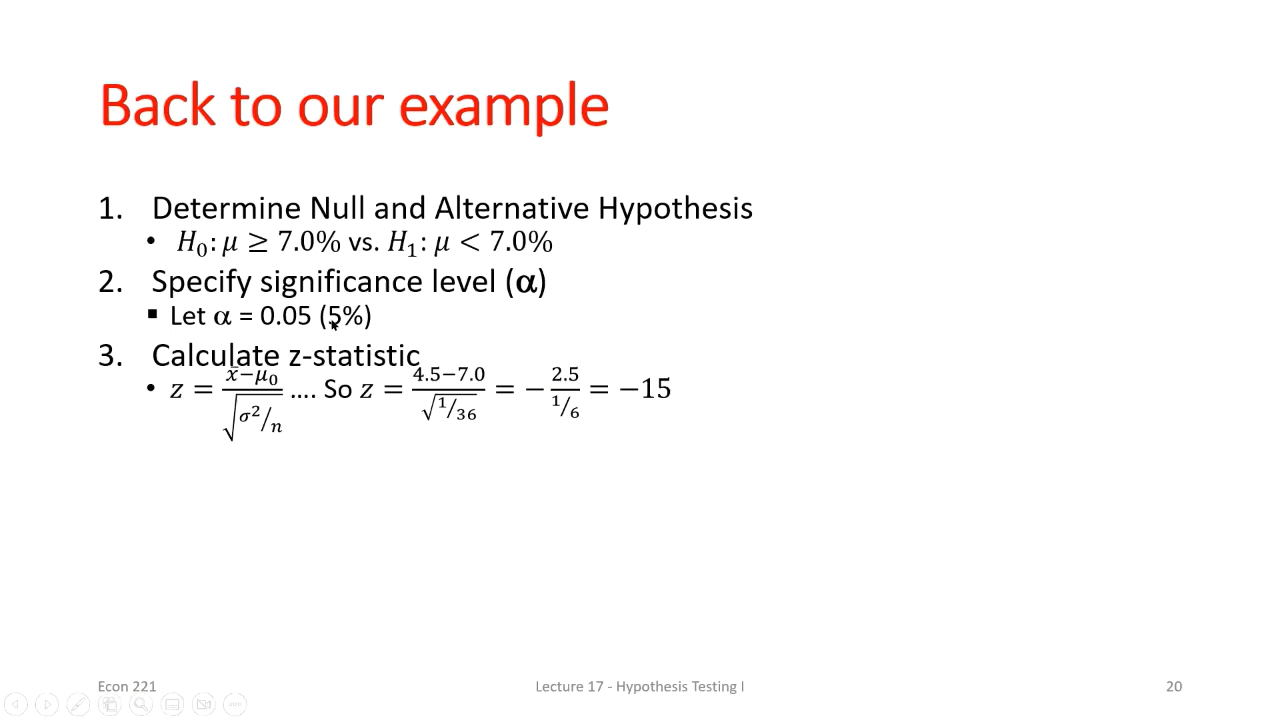 Back to our example
1. Determine Null and Alternative Hypothesis
• H₀: μ ≥ 7.0% vs. H₁: μ < 7.0%
2. Specify significance level (α)
▪ Let α = 0.05 (5%)
3. Calculate z-statistic
• z = (x̄−μ₀)/√(σ²/n) .... So z = (4.5−7.0)/√(1/36) = −2.5/(1/6) = −15
Econ 221 Lecture 17 - Hypothesis Testing I 20